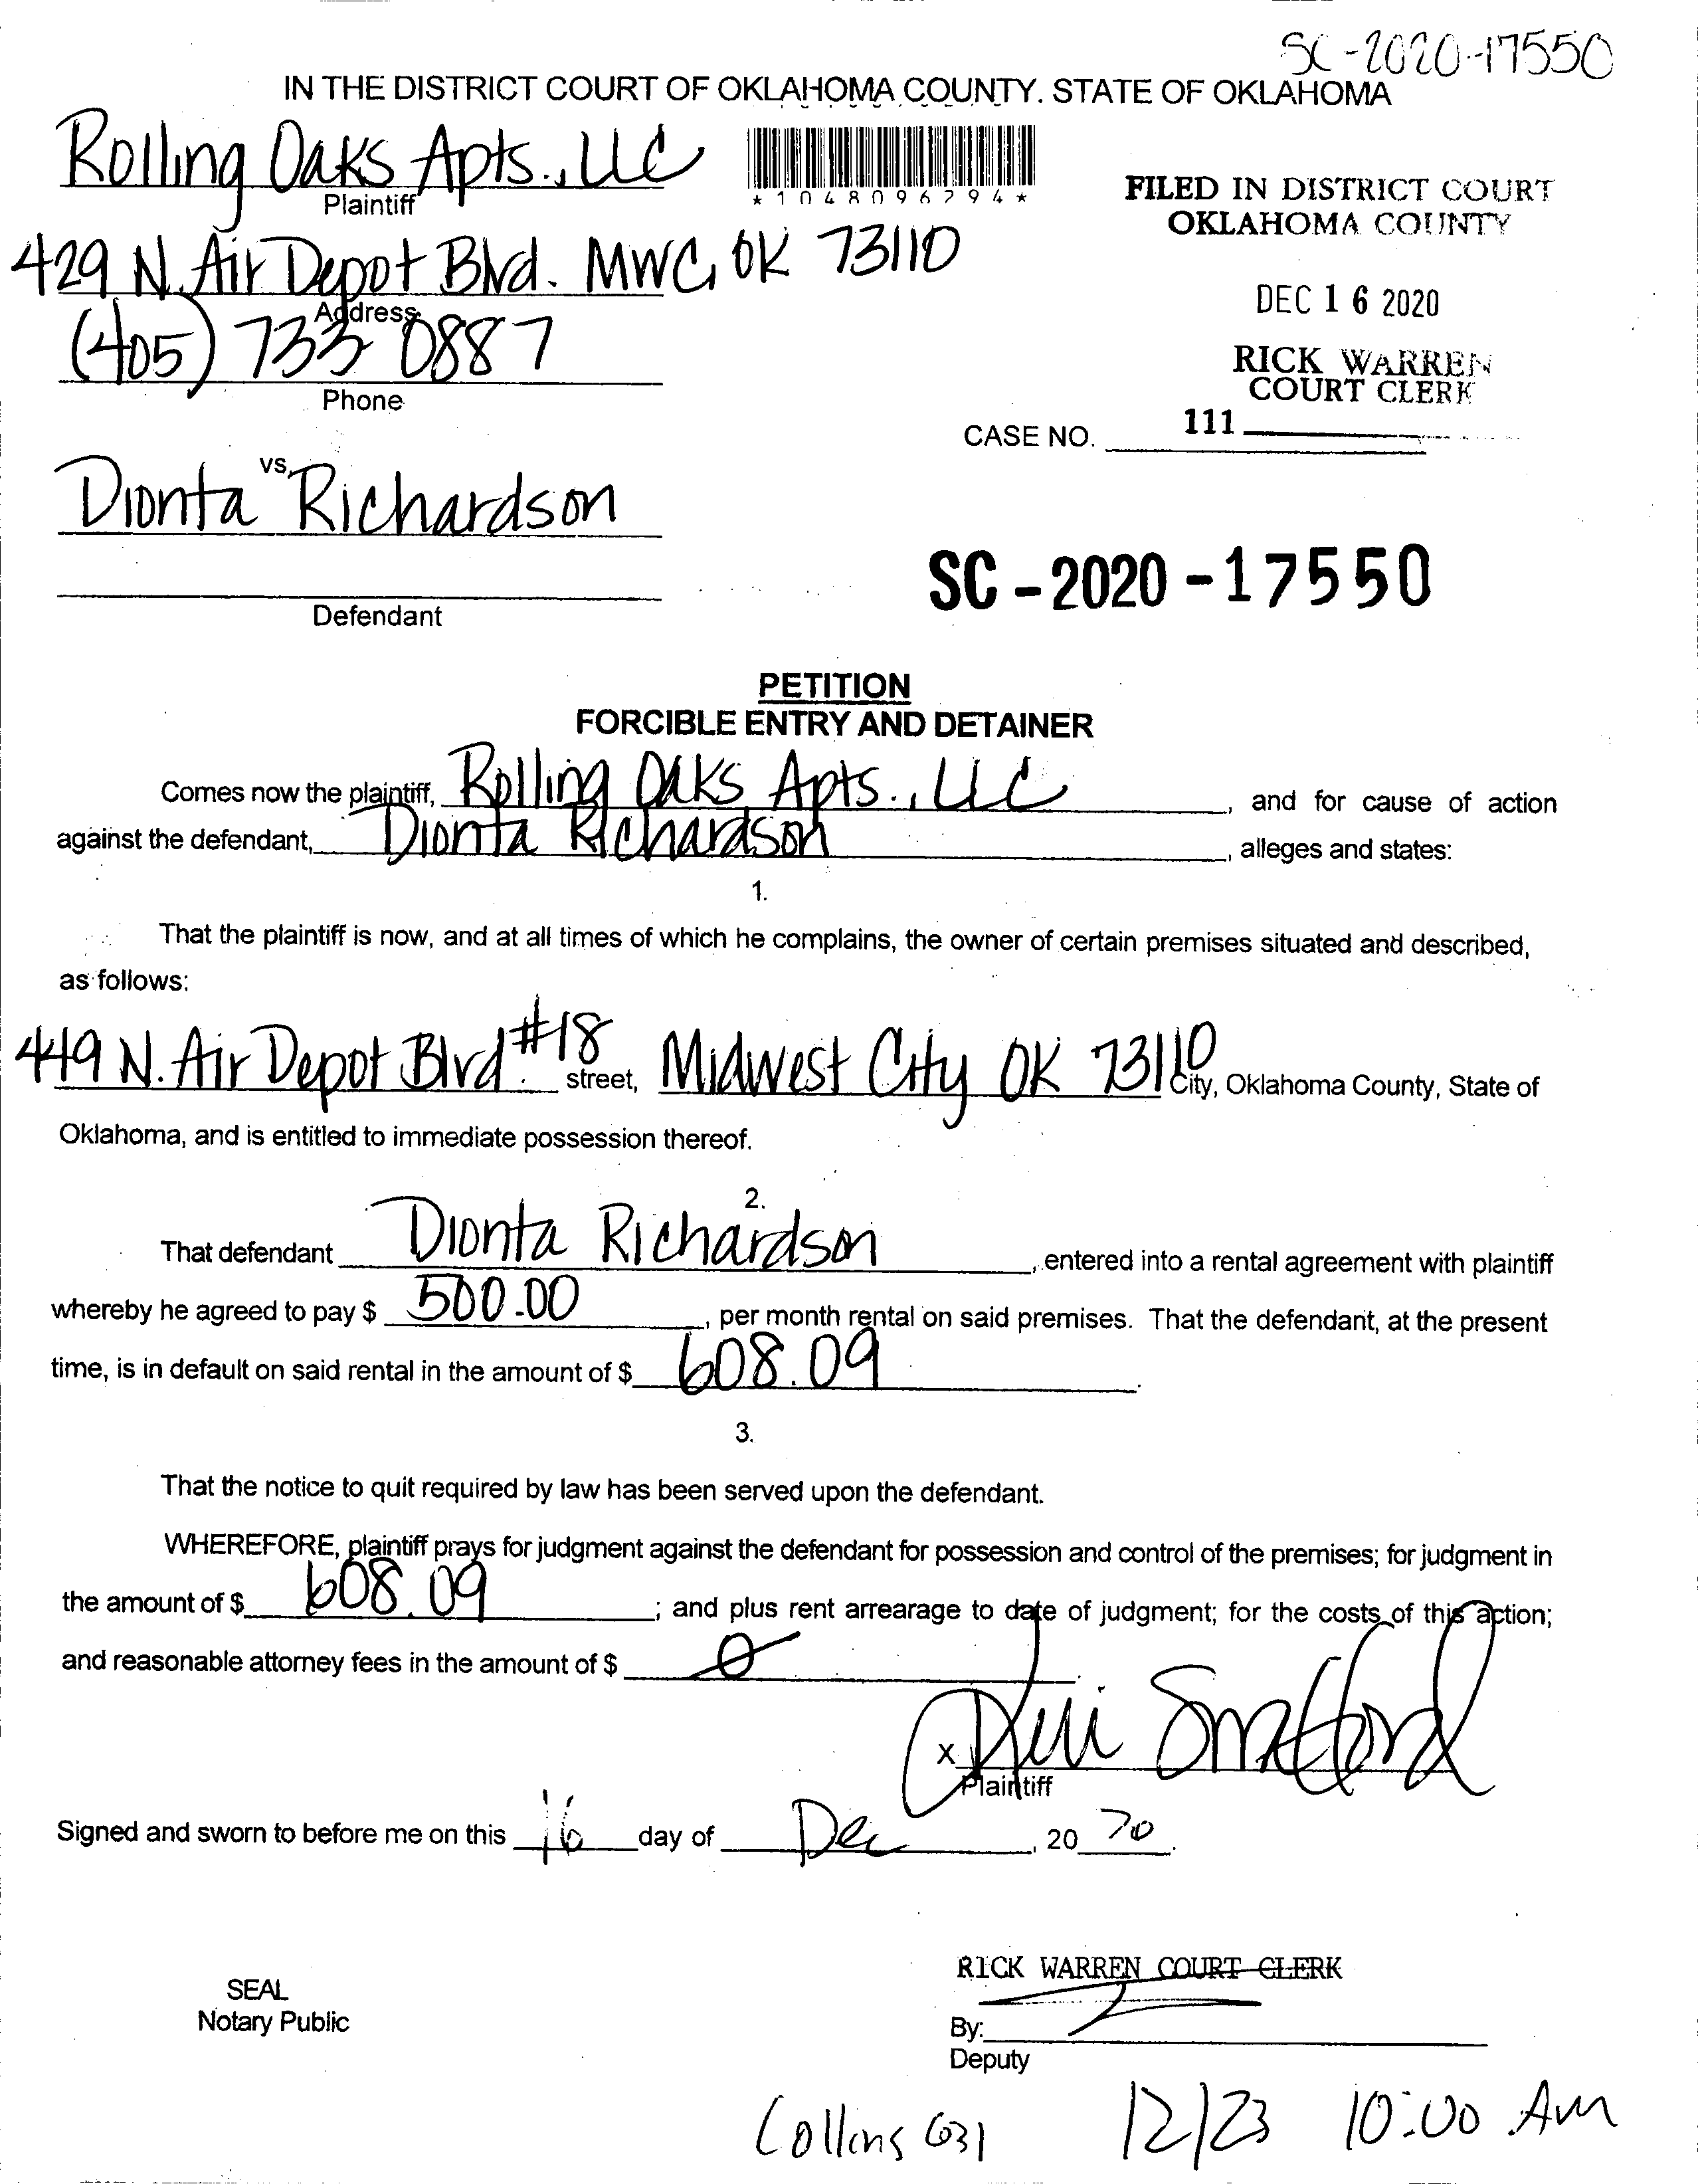 SC-2020-17550
IN THE DISTRICT COURT OF OKLAHOMA COUNTY. STATE OF OKLAHOMA
Rolling Oaks Apts., LLC
Plaintiff
*1048096294*
FILED IN DISTRICT COURT
OKLAHOMA COUNTY
429 N. Air Depot Blvd. MWC, OK 73110
Address
DEC 16 2020
(405) 733 0887
Phone
RICK WARREN
COURT CLERK
CASE NO. 111
vs.
Dionta Richardson
SC-2020-17550
Defendant
PETITION
FORCIBLE ENTRY AND DETAINER
Comes now the plaintiff, Rolling Oaks Apts., LLC, and for cause of action
against the defendant, Dionta Richardson, alleges and states:
1.
That the plaintiff is now, and at all times of which he complains, the owner of certain premises situated and described,
as follows:
449 N. Air Depot Blvd. #18 street, Midwest City OK 73110 City, Oklahoma County, State of
Oklahoma, and is entitled to immediate possession thereof.
2.
That defendant Dionta Richardson, entered into a rental agreement with plaintiff
whereby he agreed to pay $ 500.00, per month rental on said premises. That the defendant, at the present
time, is in default on said rental in the amount of $ 608.09.
3.
That the notice to quit required by law has been served upon the defendant.
WHEREFORE, plaintiff prays for judgment against the defendant for possession and control of the premises; for judgment in
the amount of $ 608.09; and plus rent arrearage to date of judgment; for the costs of this action;
and reasonable attorney fees in the amount of $ 0.
X
Plaintiff
Signed and sworn to before me on this 16 day of Dec, 20 20.
RICK WARREN COURT CLERK
SEAL
Notary Public
By:
Deputy
Collins 631 12/23 10:00 AM